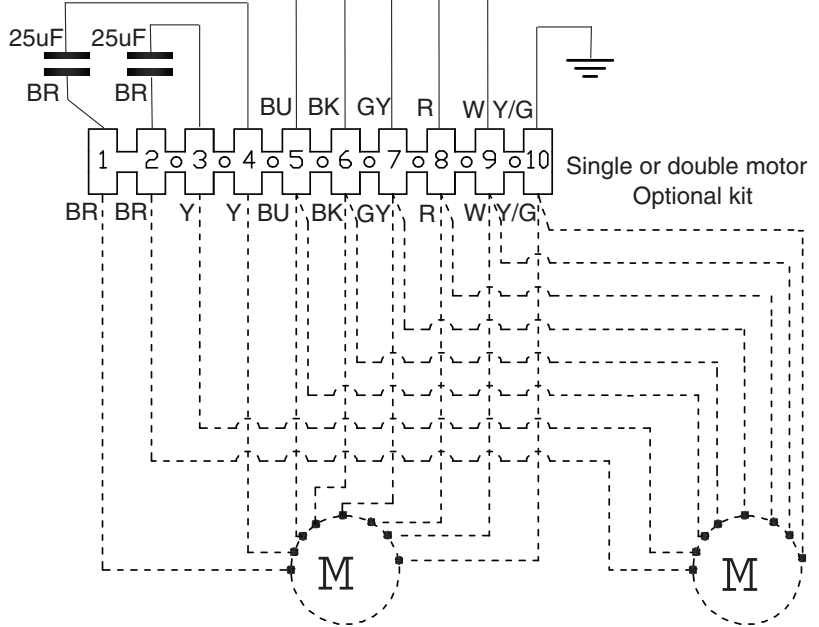 25uF 25uF
BR BR BU BK GY R W Y/G
1 2 3 4 5 6 7 8 9 10
Single or double motor
Optional kit
BR BR Y Y BU BK GY R W Y/G
M M